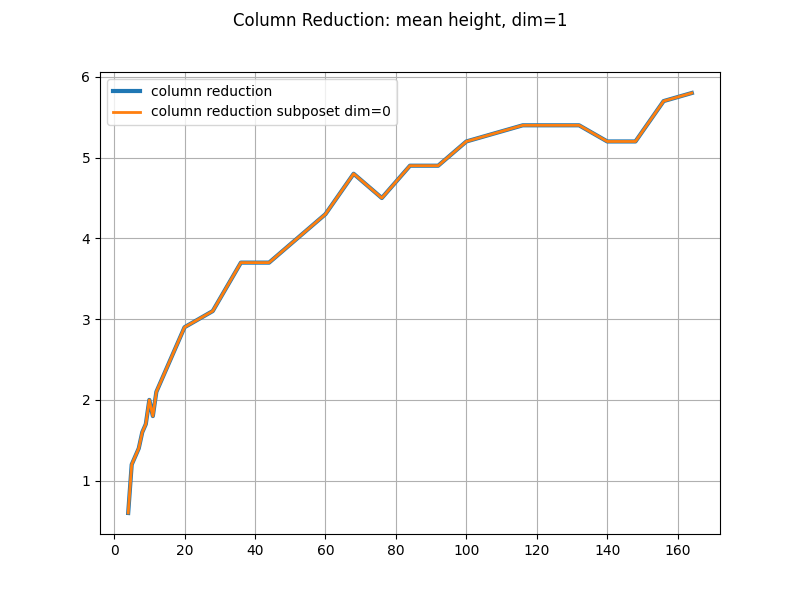 Column Reduction: mean height, dim=1
column reduction
column reduction subposet dim=0
6
5
4
3
2
1
0 20 40 60 80 100 120 140 160